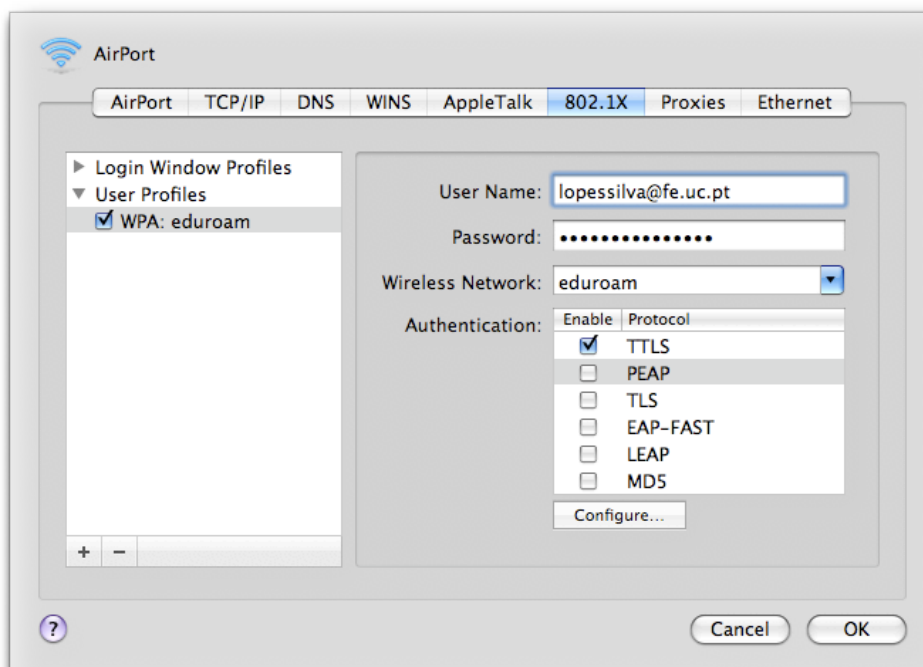 AirPort
AirPort TCP/IP DNS WINS AppleTalk 802.1X Proxies Ethernet
Login Window Profiles
User Profiles
WPA: eduroam
User Name: lopessilva@fe.uc.pt
Password: •••••••••••••••
Wireless Network: eduroam
Authentication: Enable Protocol
TTLS
PEAP
TLS
EAP-FAST
LEAP
MD5
Configure...
+ −
? Cancel OK